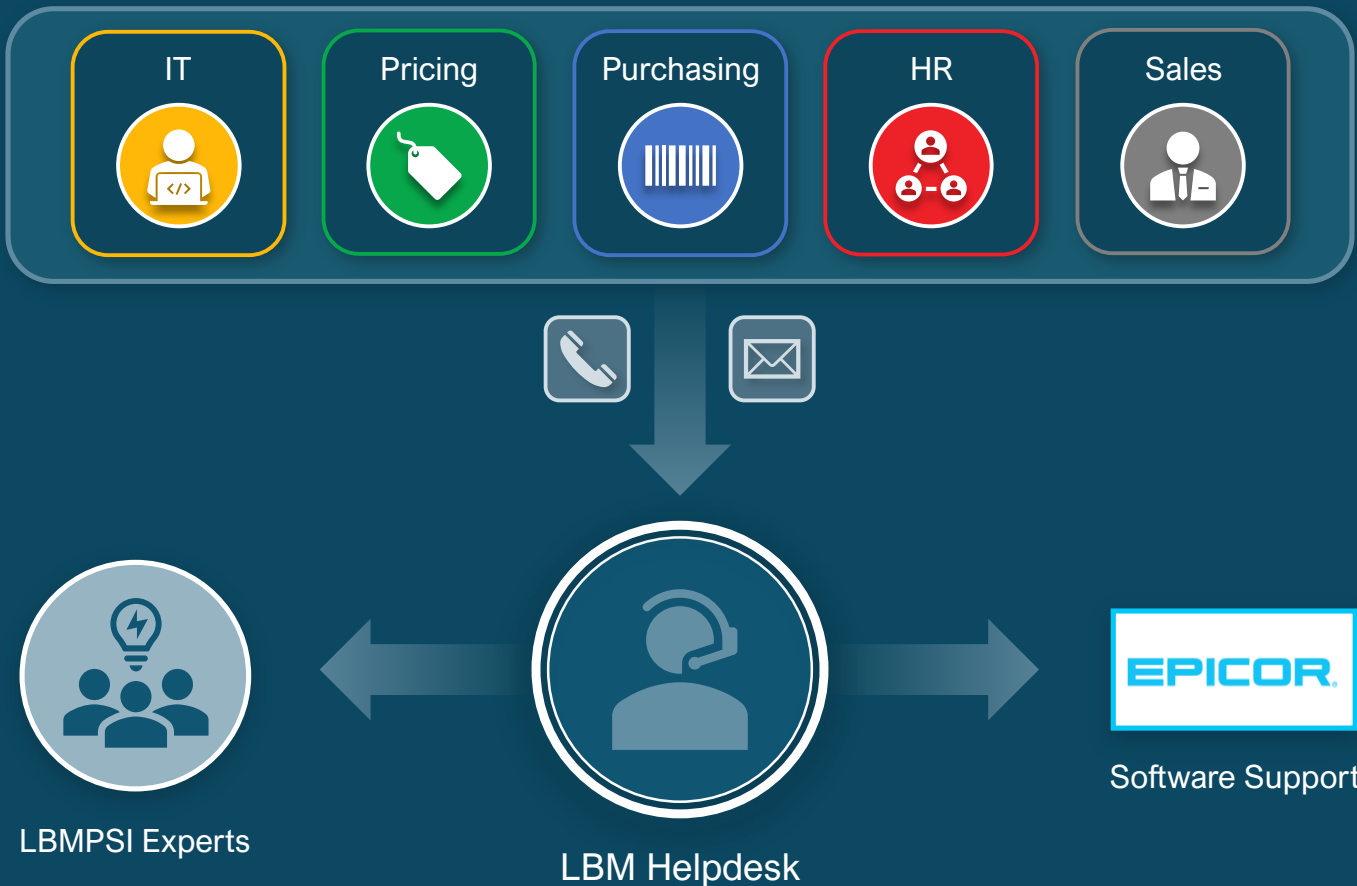 IT
Pricing
Purchasing
HR
Sales
</>
EPICOR.
Software Support
LBMPSI Experts
LBM Helpdesk